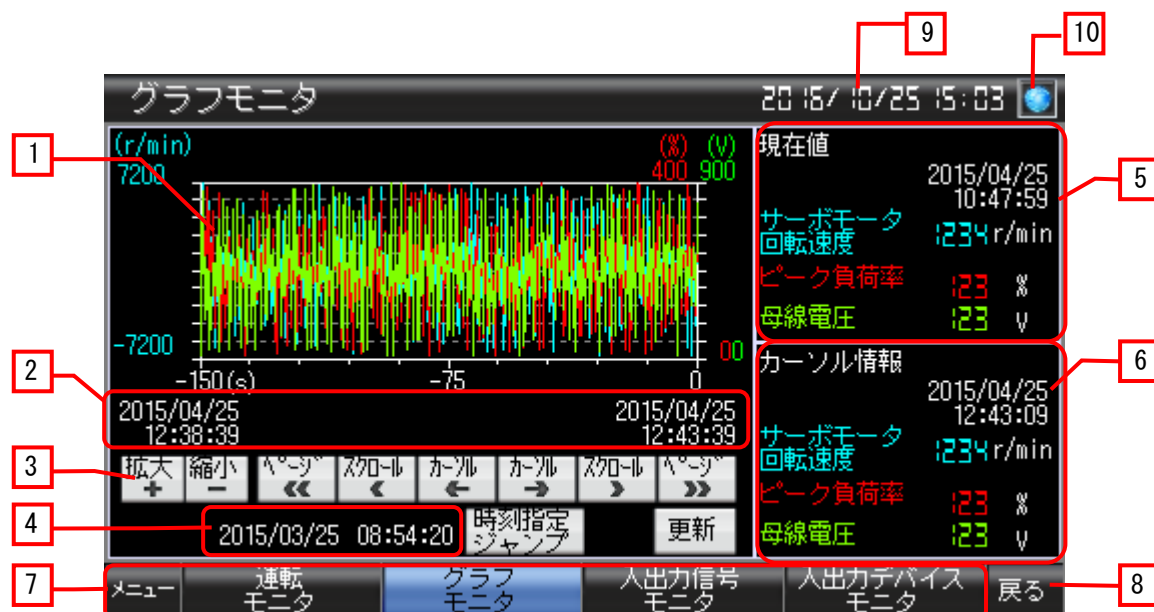 9
10
グラフモニタ
2016/10/25 15:03
1
(r/min)
(%)
(V)
7200
400
900
-7200
0
0
-150(s)
-75
0
2
2015/04/25
12:38:39
2015/04/25
12:43:39
3
拡大
+
縮小
−
ページ
≪
スクロール
<
カーソル
←
カーソル
→
スクロール
>
ページ
≫
4
2015/03/25 08:54:20
時刻指定
ジャンプ
更新
現在値
5
2015/04/25
10:47:59
サーボモータ
回転速度
1234 r/min
ピーク負荷率
123 %
母線電圧
123 V
カーソル情報
6
2015/04/25
12:43:09
サーボモータ
回転速度
1234 r/min
ピーク負荷率
123 %
母線電圧
123 V
7
メニュー
運転
モニタ
グラフ
モニタ
入出力信号
モニタ
入出力デバイス
モニタ
戻る
8